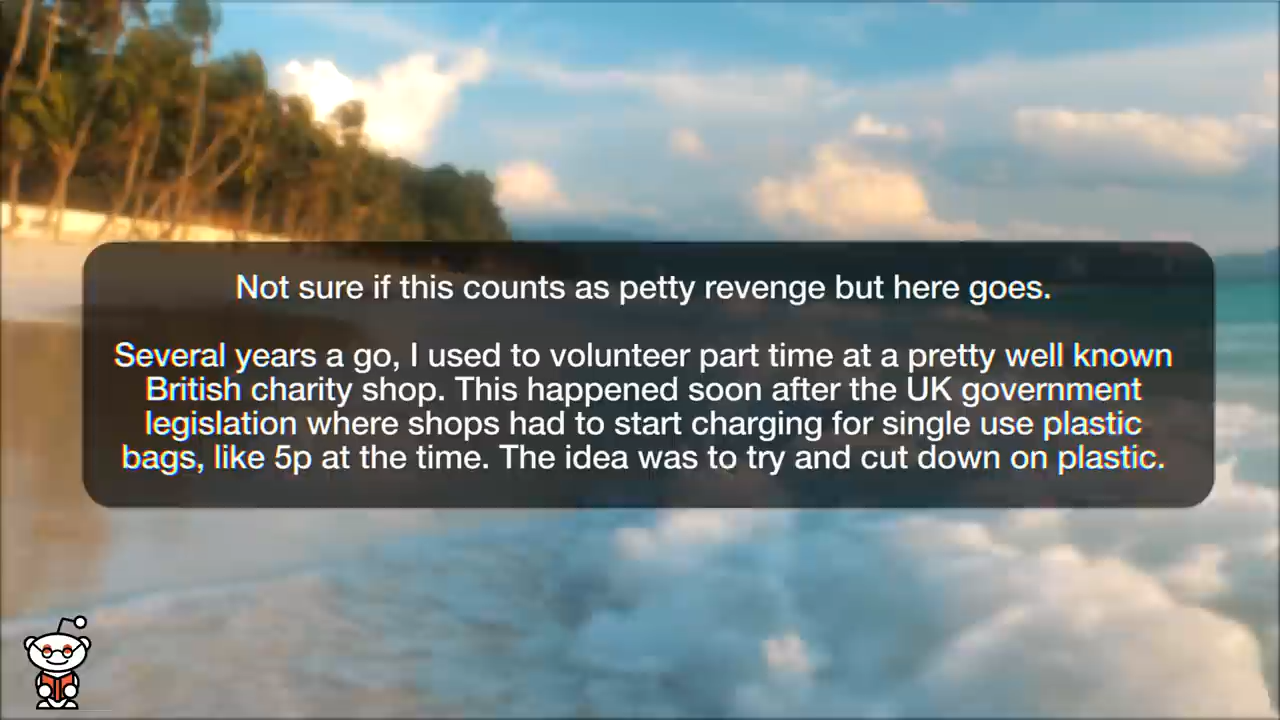 Not sure if this counts as petty revenge but here goes.
Several years a go, I used to volunteer part time at a pretty well known
British charity shop. This happened soon after the UK government
legislation where shops had to start charging for single use plastic
bags, like 5p at the time. The idea was to try and cut down on plastic.